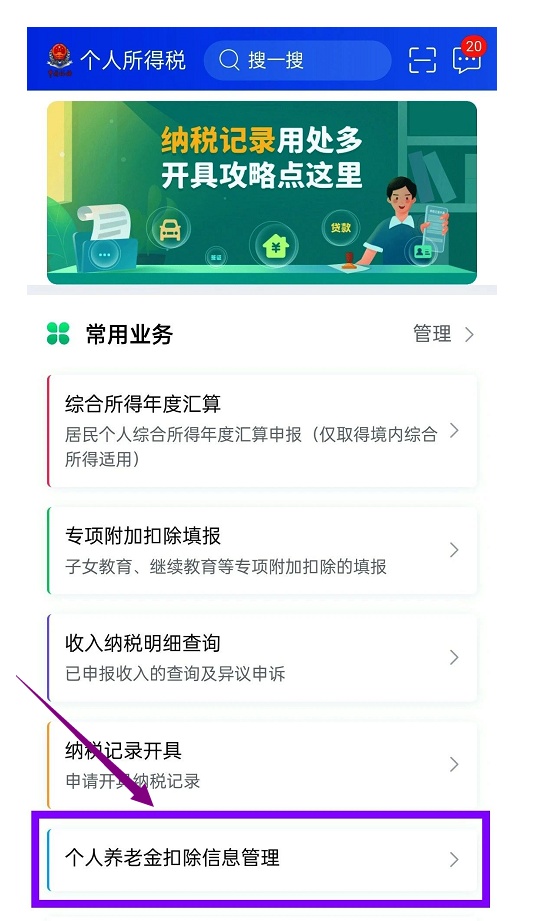 个人所得税
搜一搜
20
纳税记录用处多
开具攻略点这里
贷款
签证
常用业务
管理
综合所得年度汇算
居民个人综合所得年度汇算申报（仅取得境内综合
所得适用）
专项附加扣除填报
子女教育、继续教育等专项附加扣除的填报
收入纳税明细查询
已申报收入的查询及异议申诉
纳税记录开具
申请开具纳税记录
个人养老金扣除信息管理